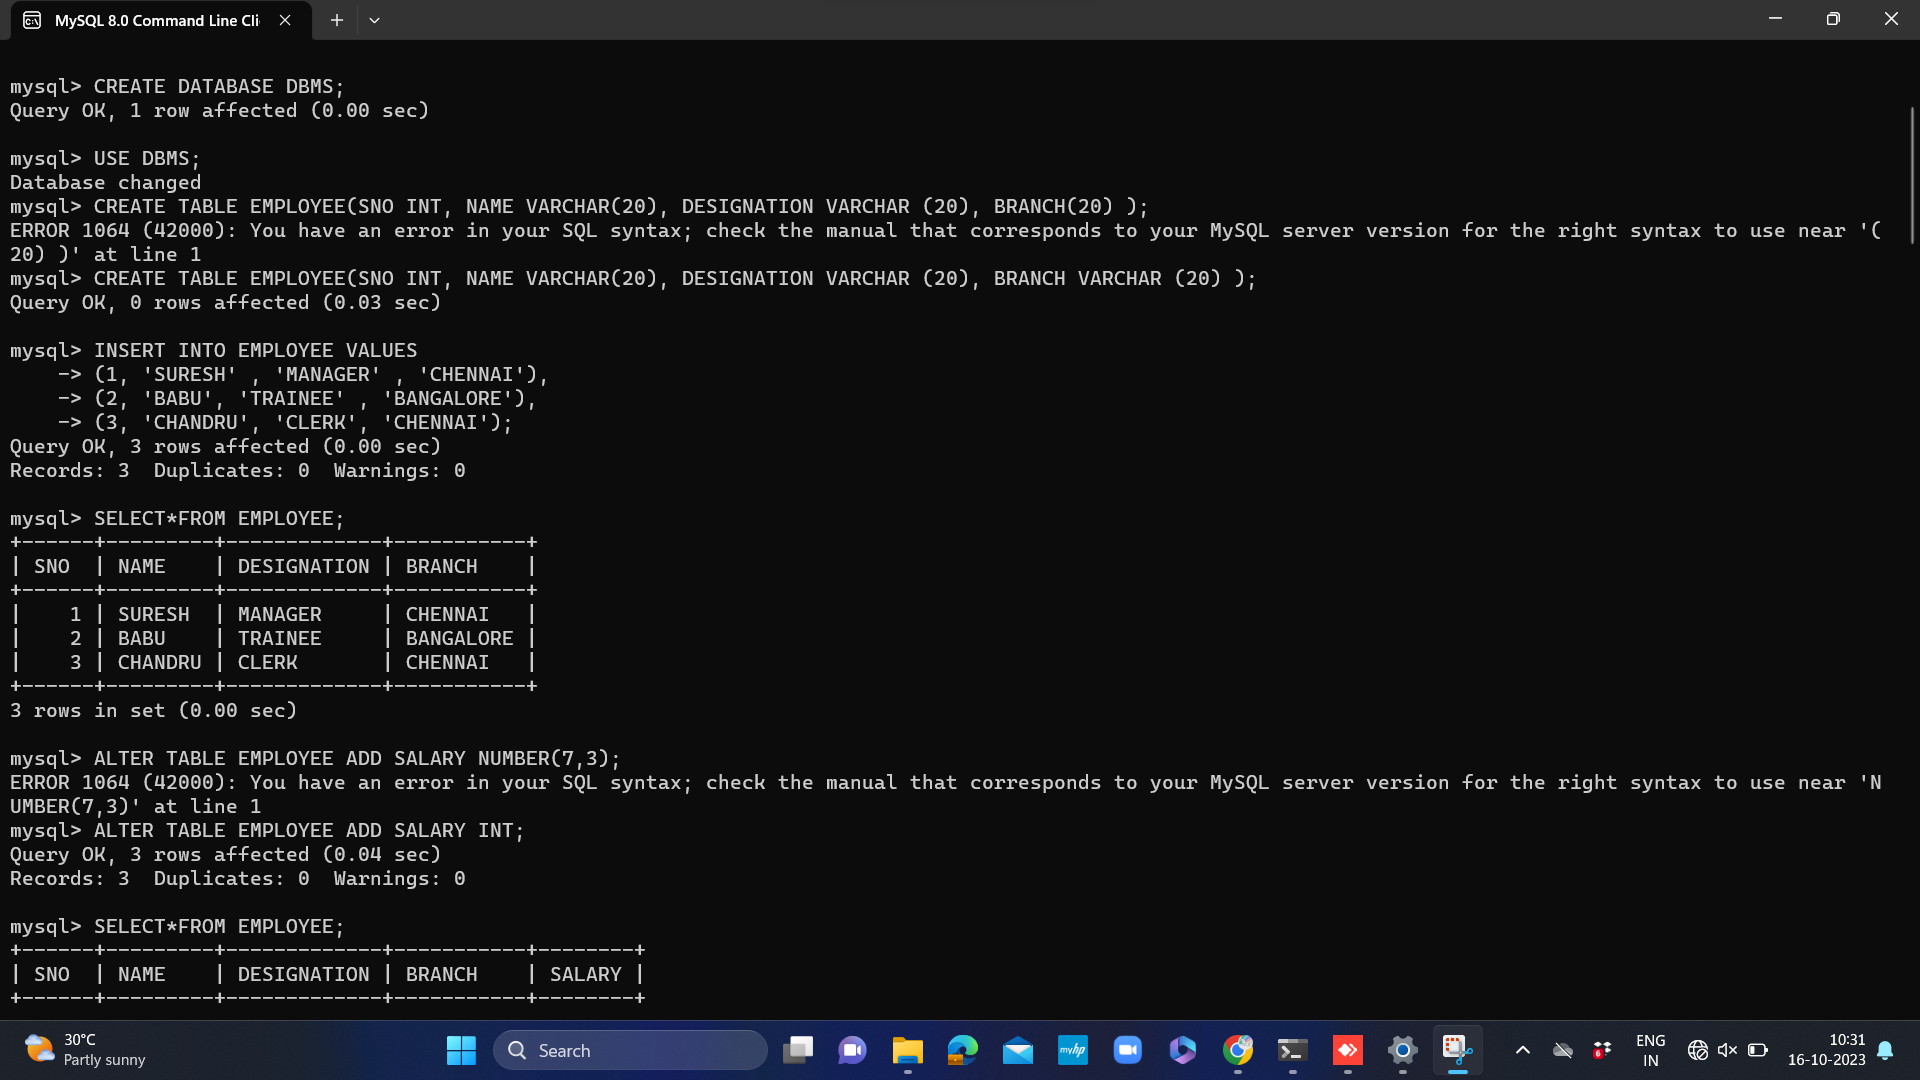 MySQL 8.0 Command Line Cli
mysql> CREATE DATABASE DBMS;
Query OK, 1 row affected (0.00 sec)
mysql> USE DBMS;
Database changed
mysql> CREATE TABLE EMPLOYEE(SNO INT, NAME VARCHAR(20), DESIGNATION VARCHAR (20), BRANCH(20) );
ERROR 1064 (42000): You have an error in your SQL syntax; check the manual that corresponds to your MySQL server version for the right syntax to use near '(
20) )' at line 1
mysql> CREATE TABLE EMPLOYEE(SNO INT, NAME VARCHAR(20), DESIGNATION VARCHAR (20), BRANCH VARCHAR (20) );
Query OK, 0 rows affected (0.03 sec)
mysql> INSERT INTO EMPLOYEE VALUES
    -> (1, 'SURESH' , 'MANAGER' , 'CHENNAI'),
    -> (2, 'BABU', 'TRAINEE' , 'BANGALORE'),
    -> (3, 'CHANDRU', 'CLERK', 'CHENNAI');
Query OK, 3 rows affected (0.00 sec)
Records: 3  Duplicates: 0  Warnings: 0
mysql> SELECT*FROM EMPLOYEE;
+------+---------+-------------+-----------+
| SNO  | NAME    | DESIGNATION | BRANCH    |
+------+---------+-------------+-----------+
|    1 | SURESH  | MANAGER     | CHENNAI   |
|    2 | BABU    | TRAINEE     | BANGALORE |
|    3 | CHANDRU | CLERK       | CHENNAI   |
+------+---------+-------------+-----------+
3 rows in set (0.00 sec)
mysql> ALTER TABLE EMPLOYEE ADD SALARY NUMBER(7,3);
ERROR 1064 (42000): You have an error in your SQL syntax; check the manual that corresponds to your MySQL server version for the right syntax to use near 'N
UMBER(7,3)' at line 1
mysql> ALTER TABLE EMPLOYEE ADD SALARY INT;
Query OK, 3 rows affected (0.04 sec)
Records: 3  Duplicates: 0  Warnings: 0
mysql> SELECT*FROM EMPLOYEE;
+------+---------+-------------+-----------+--------+
| SNO  | NAME    | DESIGNATION | BRANCH    | SALARY |
+------+---------+-------------+-----------+--------+
30°C
Partly sunny
Search
myhp
6
ENG
IN
10:31
16-10-2023